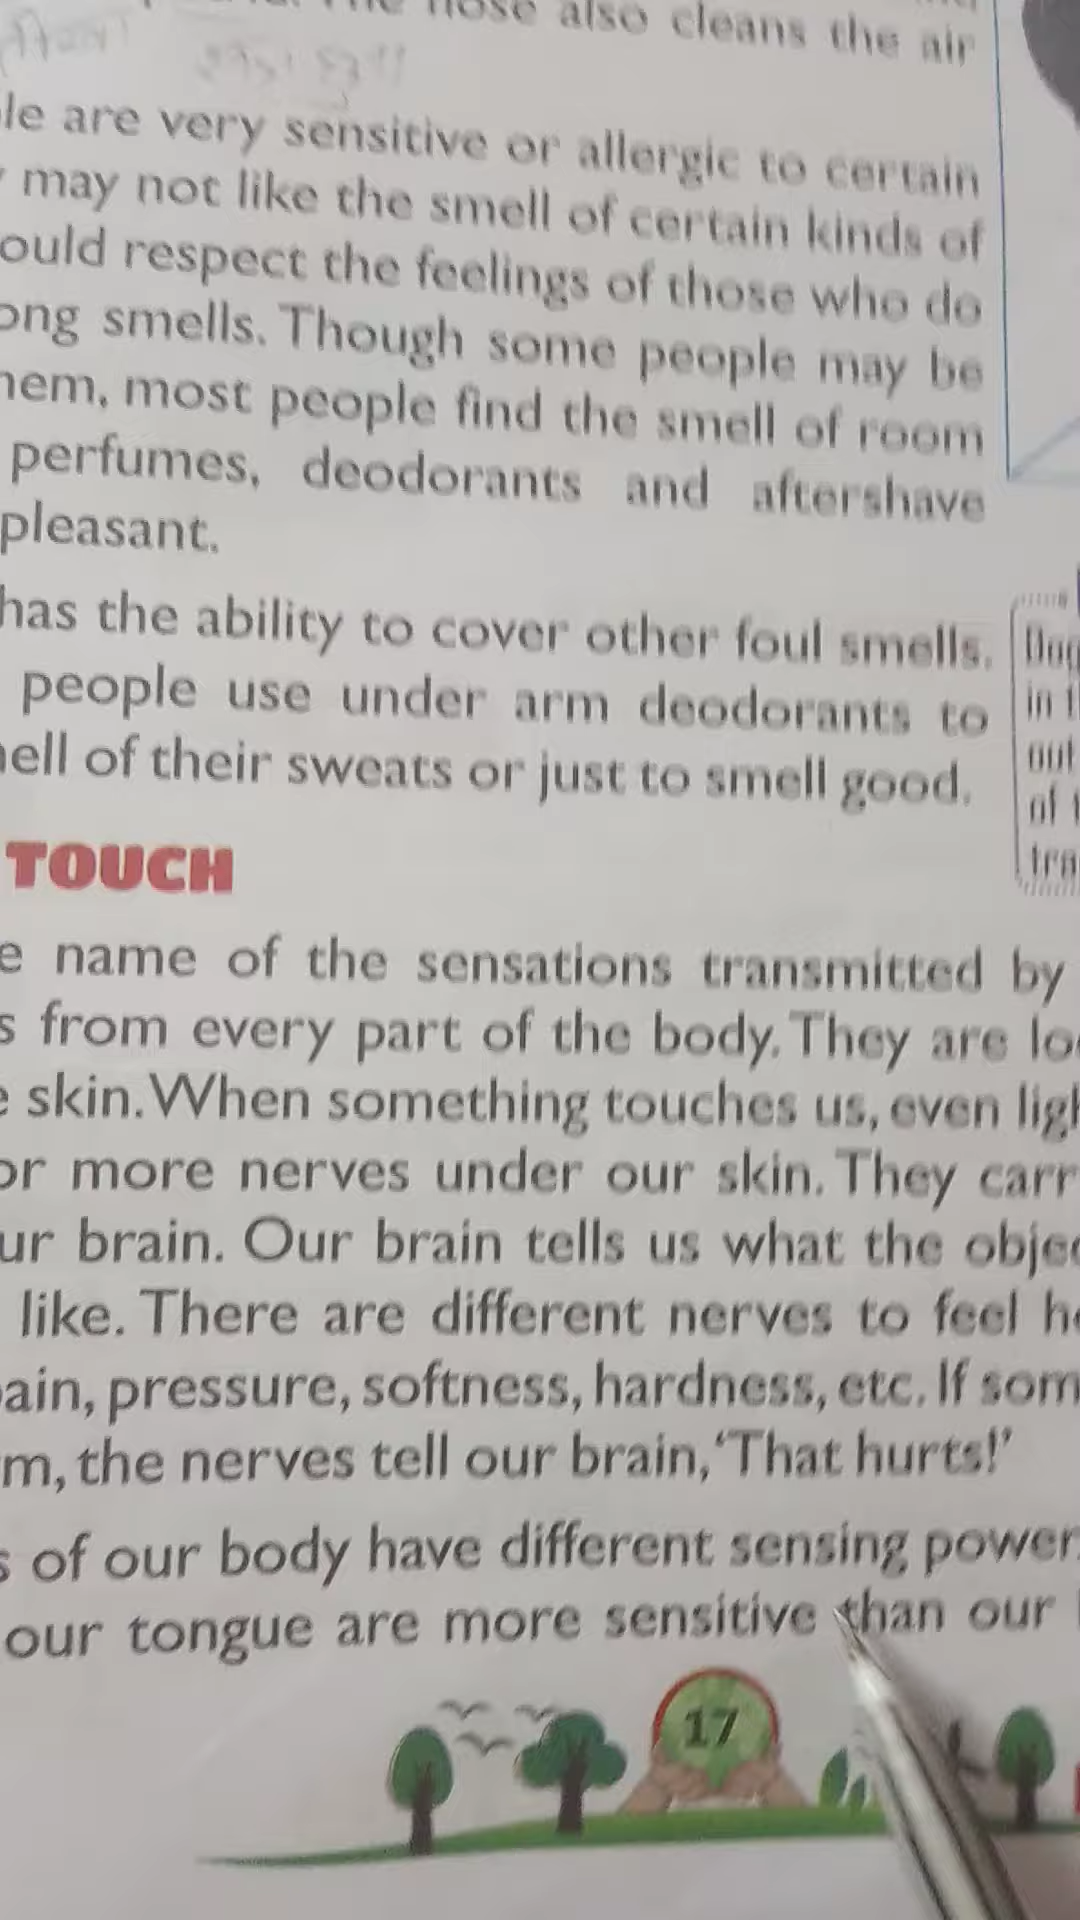 nose also cleans the air
are very sensitive or allergic to certain
may not like the smell of certain kinds of
ould respect the feelings of those who do
ong smells. Though some people may be
hem, most people find the smell of room
perfumes, deodorants and aftershave
pleasant.
has the ability to cover other foul smells.
people use under arm deodorants to
ell of their sweats or just to smell good.
in
out
of
TOUCH
e name of the sensations transmitted by
s from every part of the body. They are
skin. When something touches us, even
or more nerves under our skin. They
ur brain. Our brain tells us what the
like. There are different nerves to feel
ain, pressure, softness, hardness, etc. If
m, the nerves tell our brain, 'That hurts!'
s of our body have different sensing power
our tongue are more sensitive than our
17